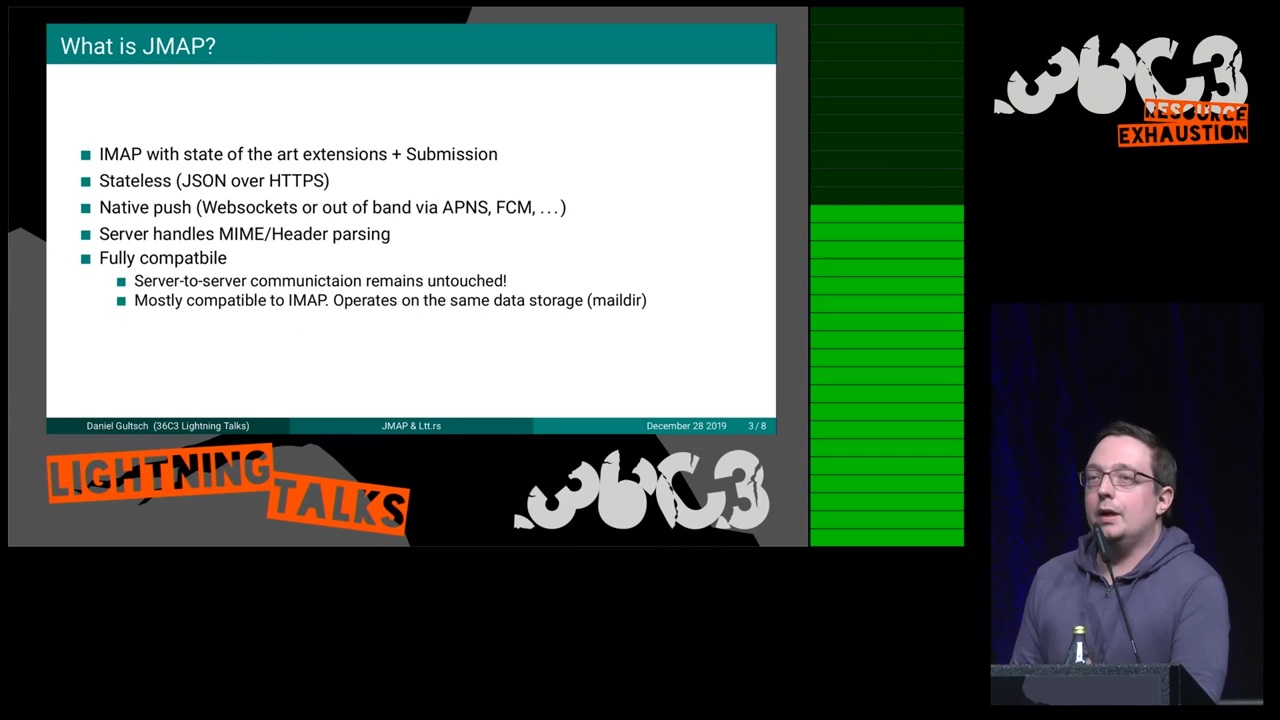 What is JMAP?
IMAP with state of the art extensions + Submission
Stateless (JSON over HTTPS)
Native push (Websockets or out of band via APNS, FCM, ...)
Server handles MIME/Header parsing
Fully compatbile
Server-to-server communictaion remains untouched!
Mostly compatible to IMAP. Operates on the same data storage (maildir)
Daniel Gultsch (36C3 Lightning Talks)
JMAP & Ltt.rs
December 28 2019
3 / 8
LIGHTNING
TALKS
36C3
36C3
RESOURCE
EXHAUSTION